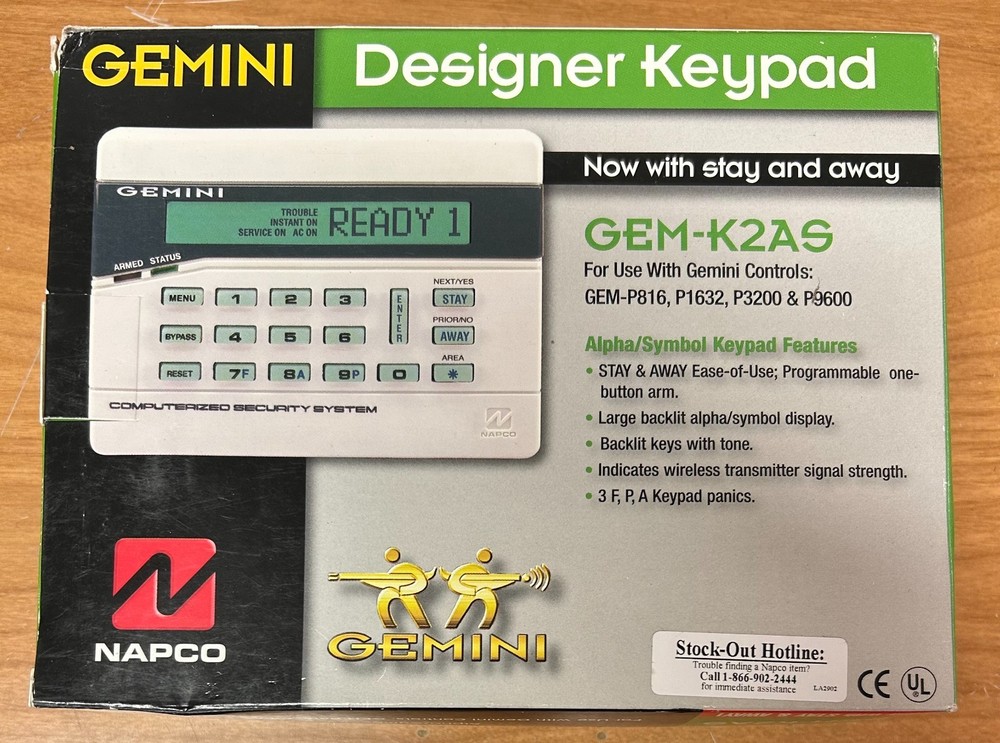 GEMINI
Designer Keypad
Now with stay and away
GEMINI
TROUBLE
INSTANT ON
SERVICE ON AC ON
READY 1
ARMED STATUS
MENU 1 2 3
BYPASS 4 5 6
RESET 7F 8A 9P 0
ENTER
NEXT/YES
STAY
PRIOR/NO
AWAY
AREA
*
COMPUTERIZED SECURITY SYSTEM
NAPCO
GEM-K2AS
For Use With Gemini Controls:
GEM-P816, P1632, P3200 & P9600
Alpha/Symbol Keypad Features
• STAY & AWAY Ease-of-Use; Programmable one-
button arm.
• Large backlit alpha/symbol display.
• Backlit keys with tone.
• Indicates wireless transmitter signal strength.
• 3 F, P, A Keypad panics.
NAPCO
GEMINI
Stock-Out Hotline:
Trouble finding a Napco item?
Call 1-866-902-2444
for immediate assistance LA2902
CE UL